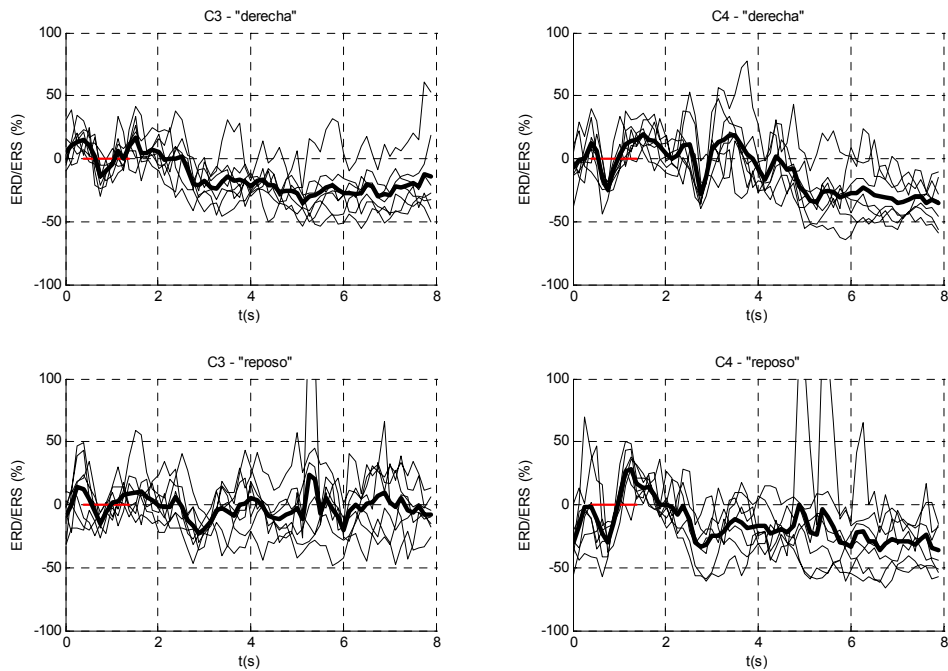 C3 - "derecha"
100
50
0
-50
-100
ERD/ERS (%)
0 2 4 6 8
t(s)
C4 - "derecha"
100
50
0
-50
-100
ERD/ERS (%)
0 2 4 6 8
t(s)
C3 - "reposo"
100
50
0
-50
-100
ERD/ERS (%)
0 2 4 6 8
t(s)
C4 - "reposo"
100
50
0
-50
-100
ERD/ERS (%)
0 2 4 6 8
t(s)